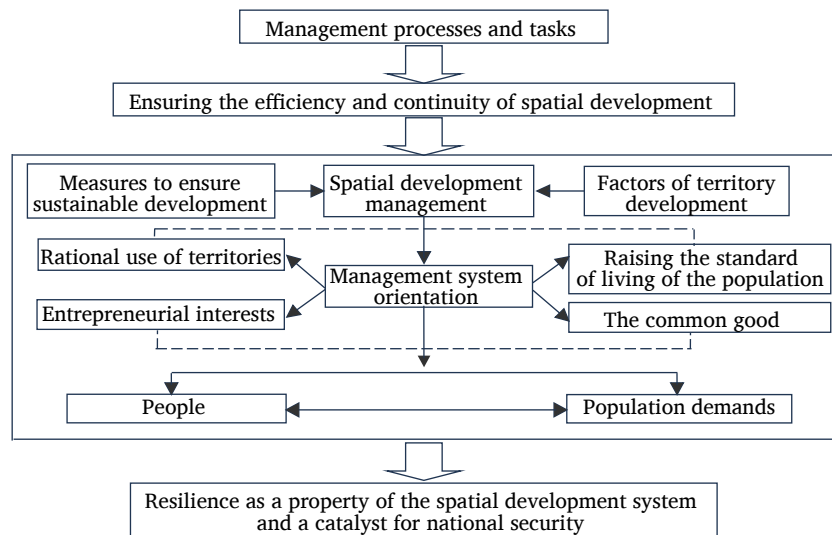 Management processes and tasks
Ensuring the efficiency and continuity of spatial development
Measures to ensure
sustainable development
Spatial development
management
Factors of territory
development
Rational use of territories
Management system
orientation
Raising the standard
of living of the population
Entrepreneurial interests
The common good
People
Population demands
Resilience as a property of the spatial development system
and a catalyst for national security